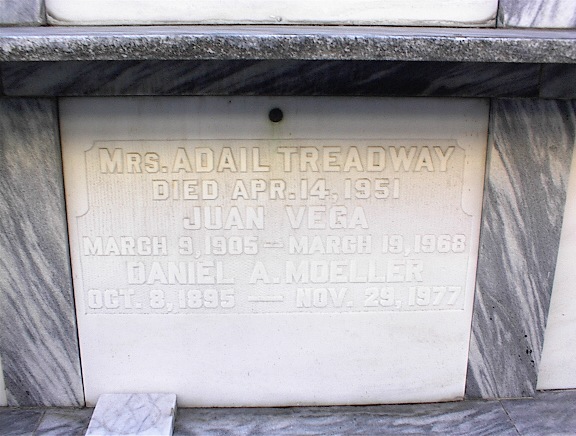 MRS. ADAIL TREADWAY
DIED APR. 14, 1951
JUAN VEGA
MARCH 9, 1905 — MARCH 19, 1968
DANIEL A. MOELLER
OCT. 8, 1895 — NOV. 29, 1977